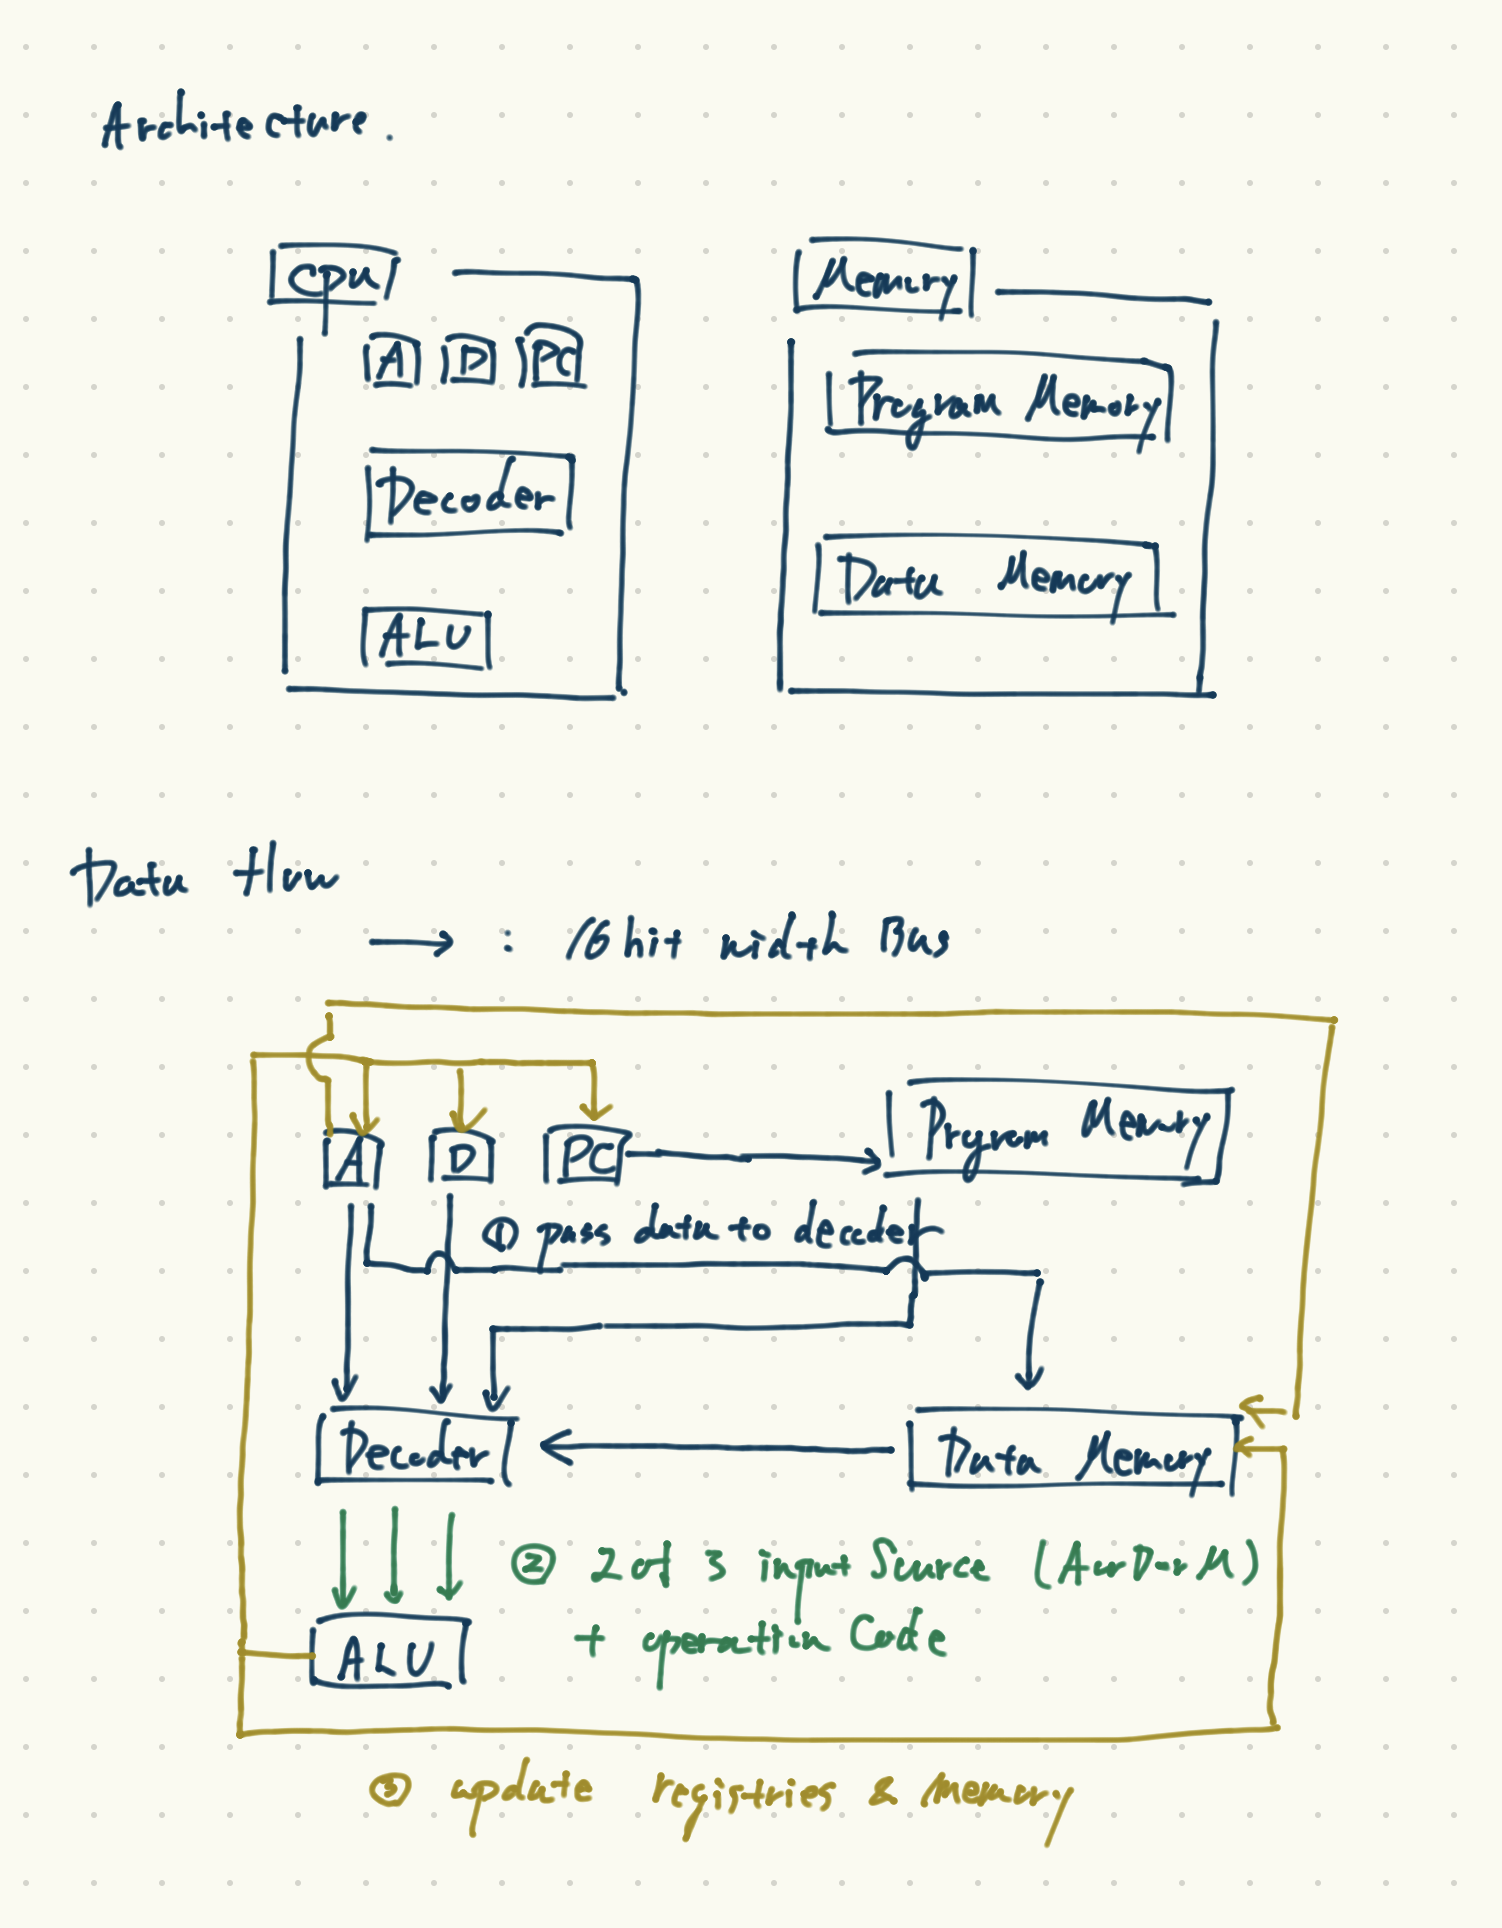 Architecture.
CPU
Memory
A D PC
Program Memory
Decoder
Data Memory
ALU
Data Flow
→ : 16 bit width Bus
A D PC
Program Memory
① pass data to decoder
Decoder
Data Memory
② 2 of 3 input Source (A or D or M)
+ operation Code
ALU
③ update registries & Memory